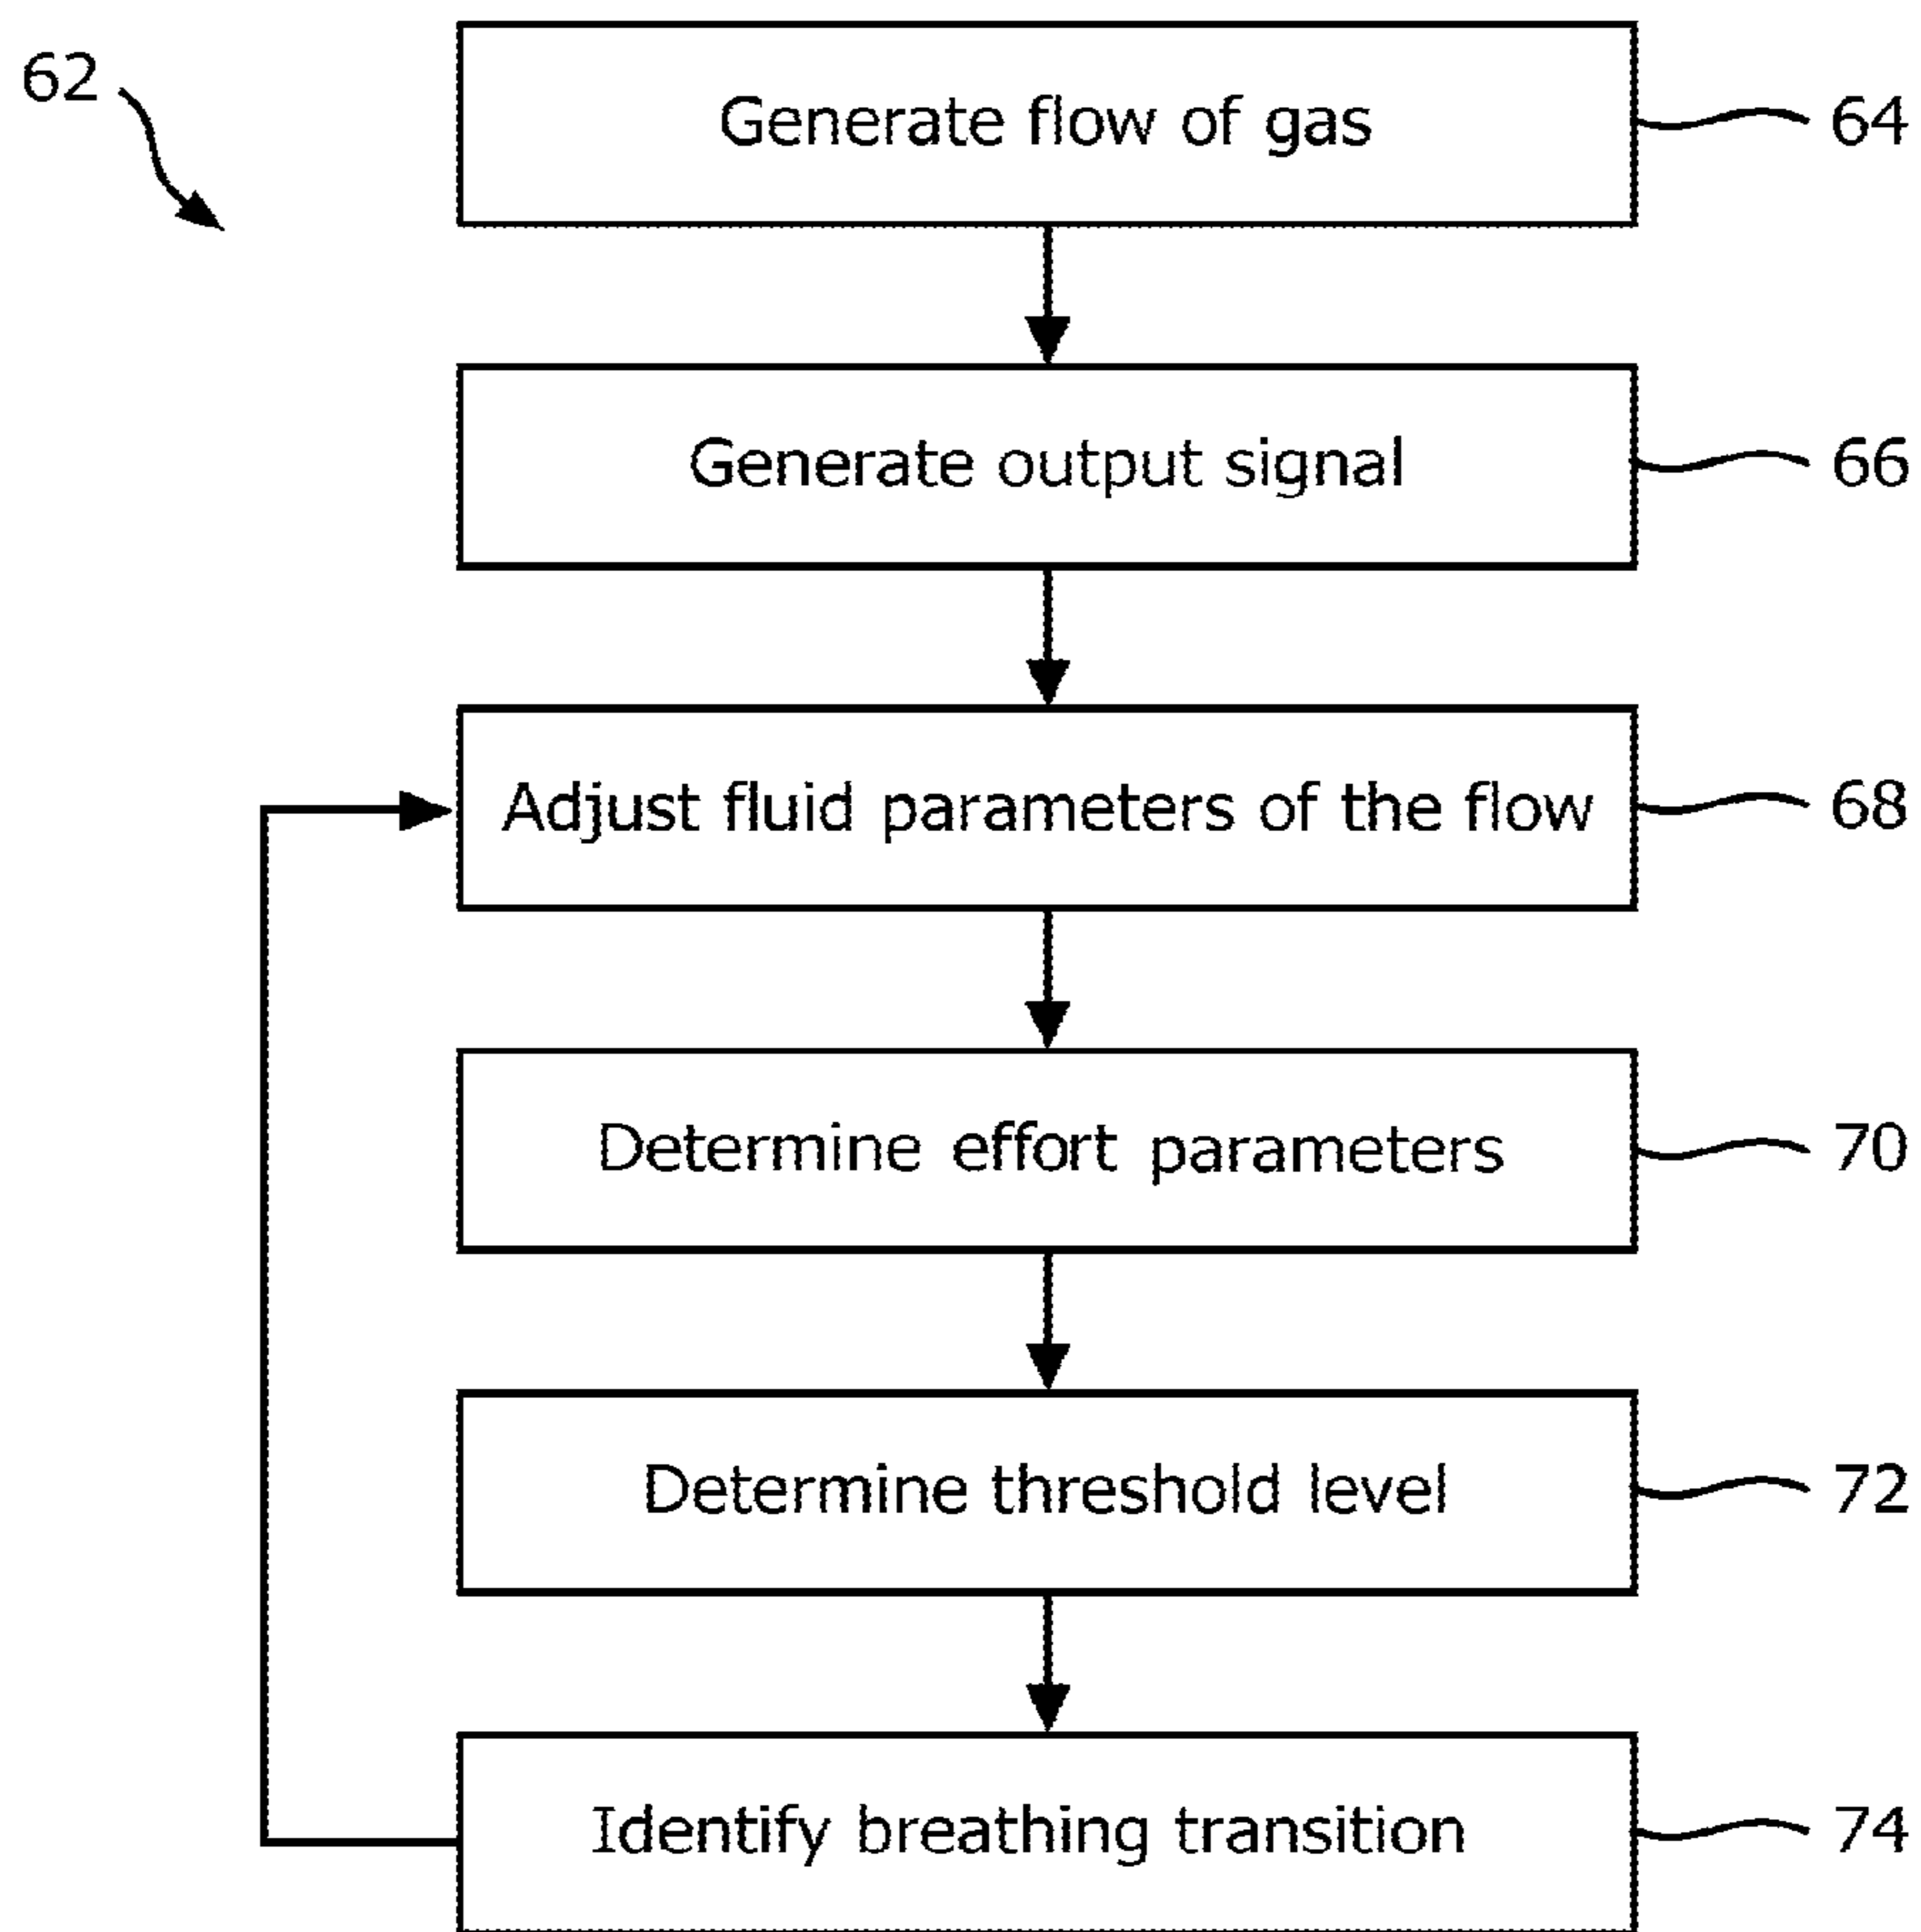 62
Generate flow of gas 64
Generate output signal 66
Adjust fluid parameters of the flow 68
Determine effort parameters 70
Determine threshold level 72
Identify breathing transition 74